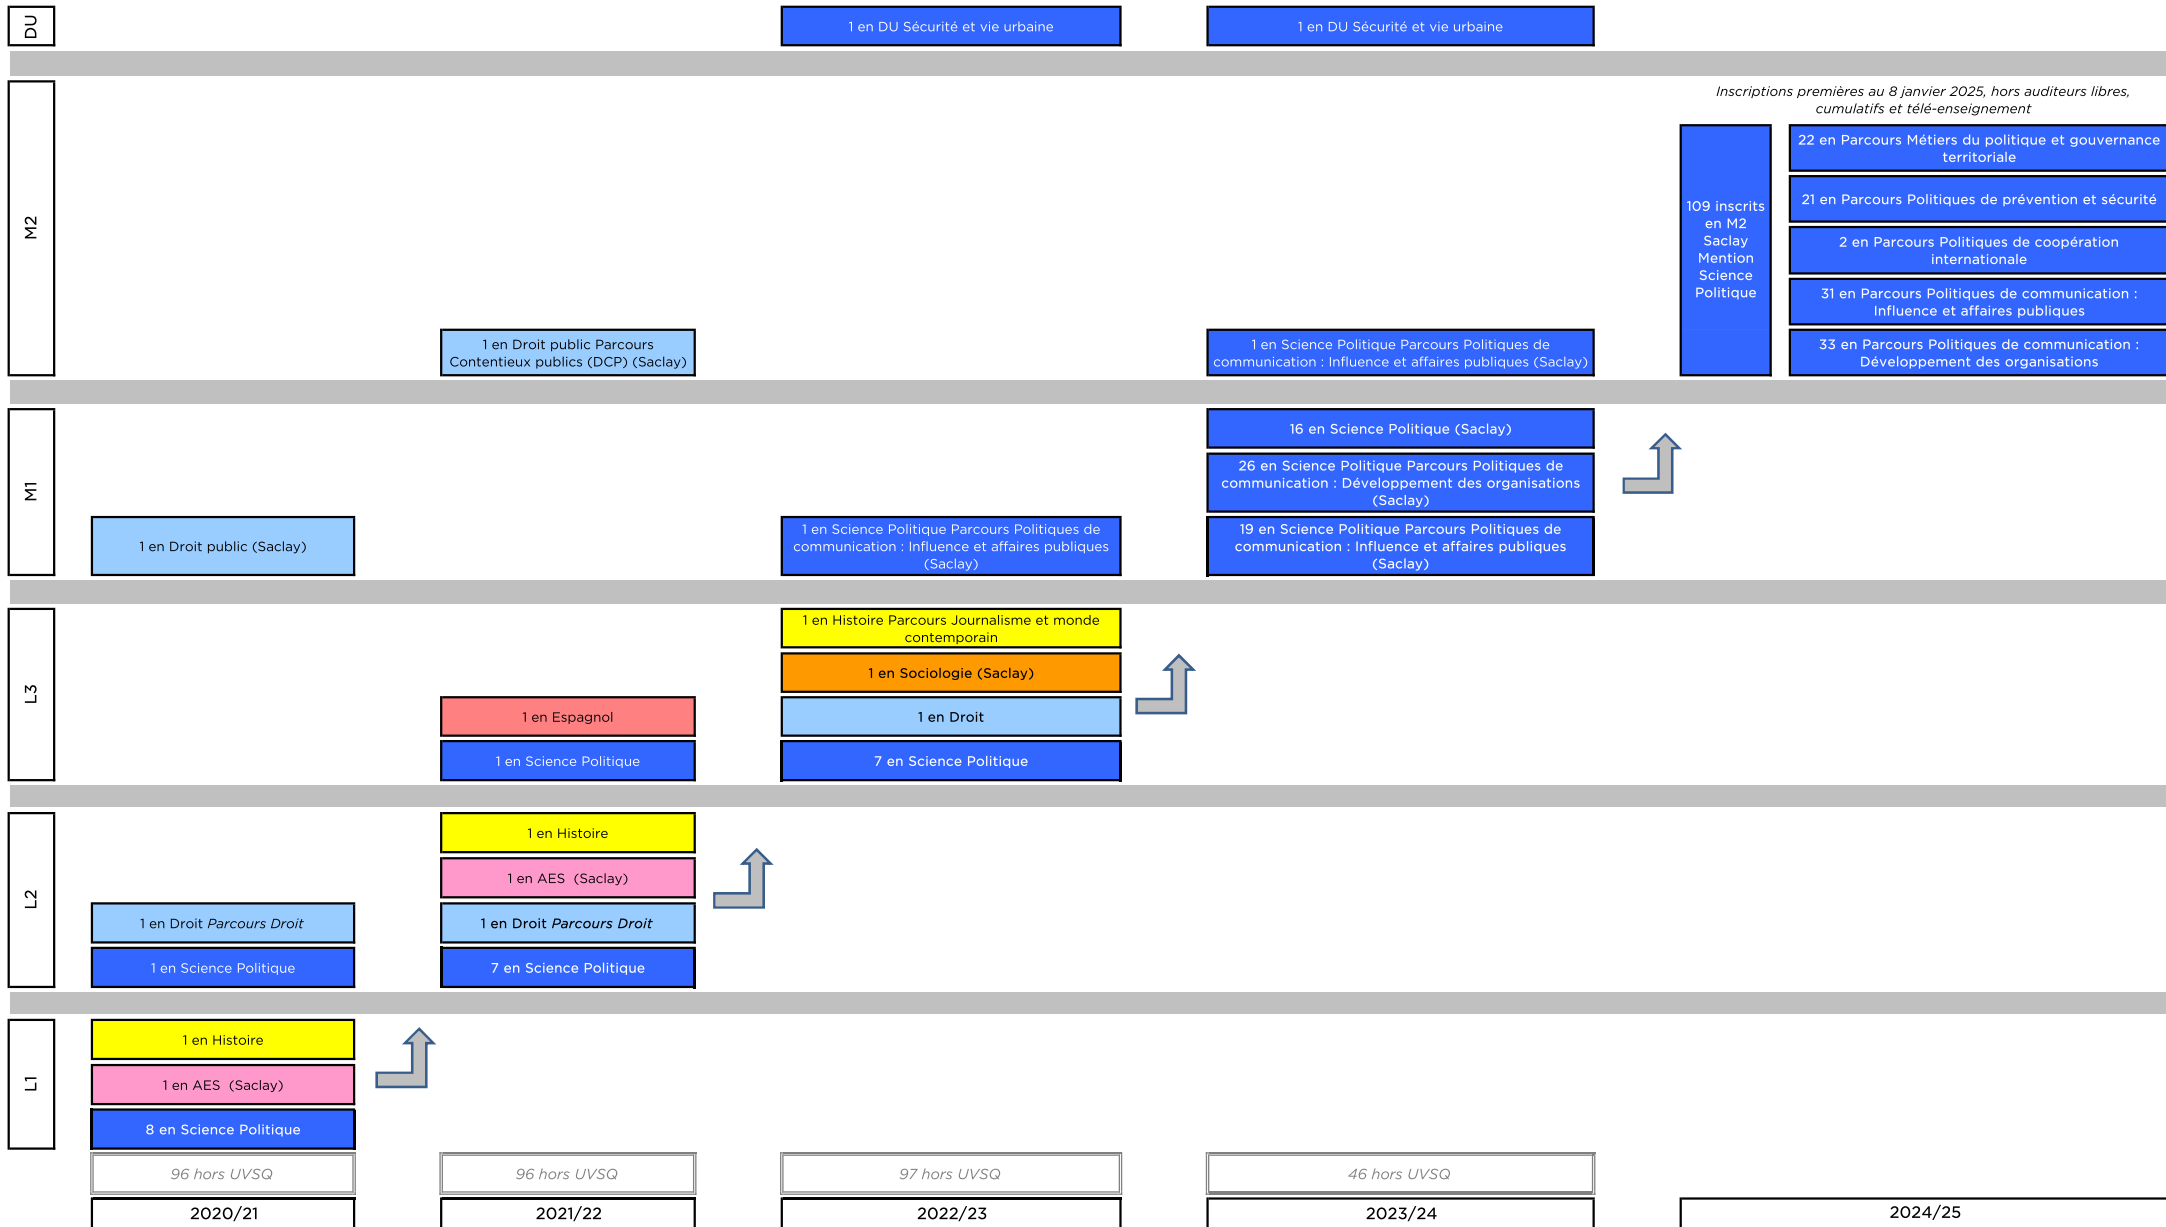 DU
1 en DU Sécurité et vie urbaine
1 en DU Sécurité et vie urbaine
M2
Inscriptions premières au 8 janvier 2025, hors auditeurs libres,
cumulatifs et télé-enseignement
109 inscrits
en M2
Saclay
Mention
Science
Politique
22 en Parcours Métiers du politique et gouvernance
territoriale
21 en Parcours Politiques de prévention et sécurité
2 en Parcours Politiques de coopération
internationale
31 en Parcours Politiques de communication :
Influence et affaires publiques
33 en Parcours Politiques de communication :
Développement des organisations
1 en Droit public Parcours
Contentieux publics (DCP) (Saclay)
1 en Science Politique Parcours Politiques de
communication : Influence et affaires publiques (Saclay)
M1
16 en Science Politique (Saclay)
26 en Science Politique Parcours Politiques de
communication : Développement des organisations
(Saclay)
1 en Droit public (Saclay)
1 en Science Politique Parcours Politiques de
communication : Influence et affaires publiques
(Saclay)
19 en Science Politique Parcours Politiques de
communication : Influence et affaires publiques
(Saclay)
L3
1 en Histoire Parcours Journalisme et monde
contemporain
1 en Sociologie (Saclay)
1 en Espagnol
1 en Droit
1 en Science Politique
7 en Science Politique
L2
1 en Histoire
1 en AES (Saclay)
1 en Droit Parcours Droit
1 en Droit Parcours Droit
1 en Science Politique
7 en Science Politique
L1
1 en Histoire
1 en AES (Saclay)
8 en Science Politique
96 hors UVSQ
96 hors UVSQ
97 hors UVSQ
46 hors UVSQ
2020/21
2021/22
2022/23
2023/24
2024/25